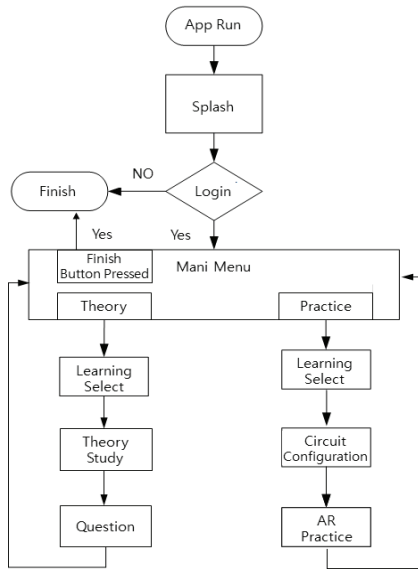 App Run
Splash
Login
NO
Finish
Yes
Yes
Finish
Button Pressed
Mani Menu
Theory
Practice
Learning
Select
Learning
Select
Theory
Study
Circuit
Configuration
Question
AR
Practice